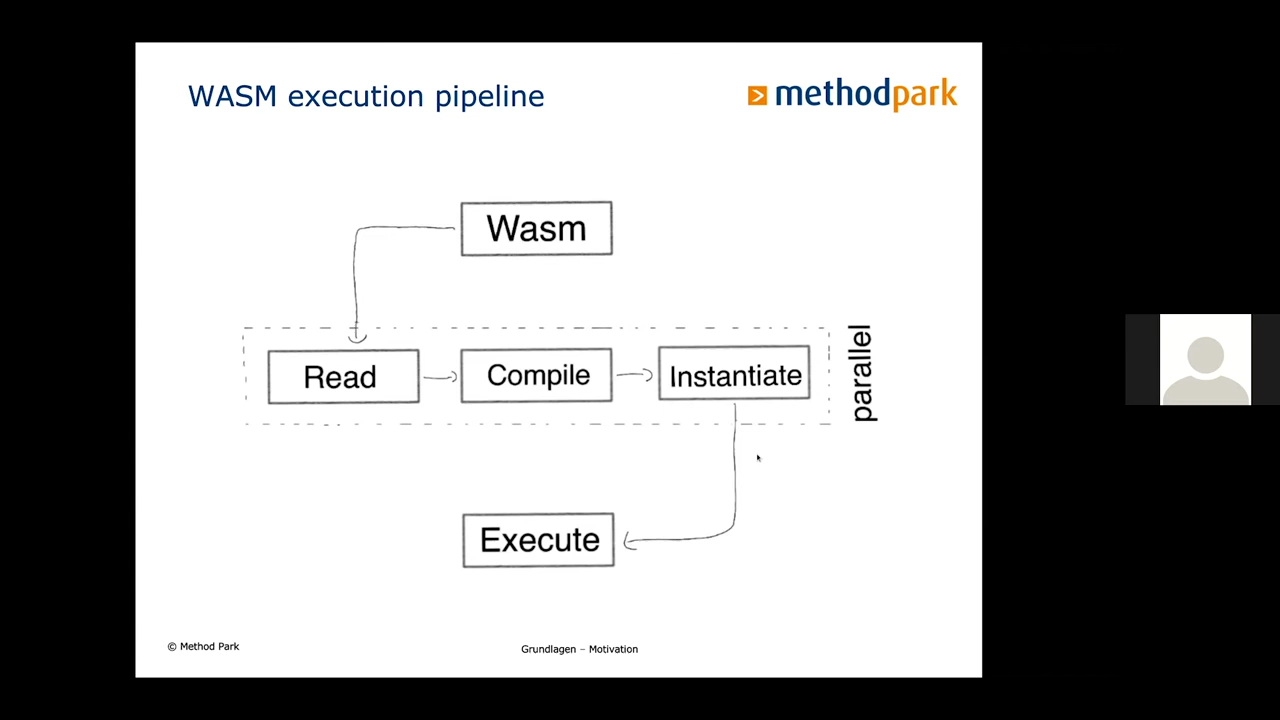 WASM execution pipeline
methodpark
Wasm
Read
Compile
Instantiate
parallel
Execute
© Method Park
Grundlagen – Motivation